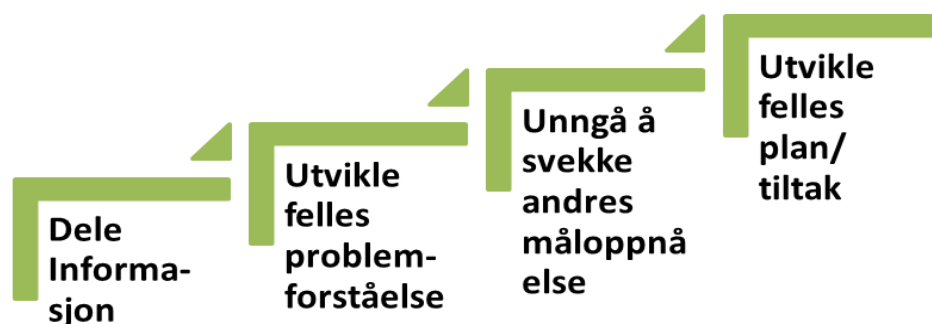 Dele
Informa-
sjon
Utvikle
felles
problem-
forståelse
Unngå å
svekke
andres
måloppnå
else
Utvikle
felles
plan/
tiltak